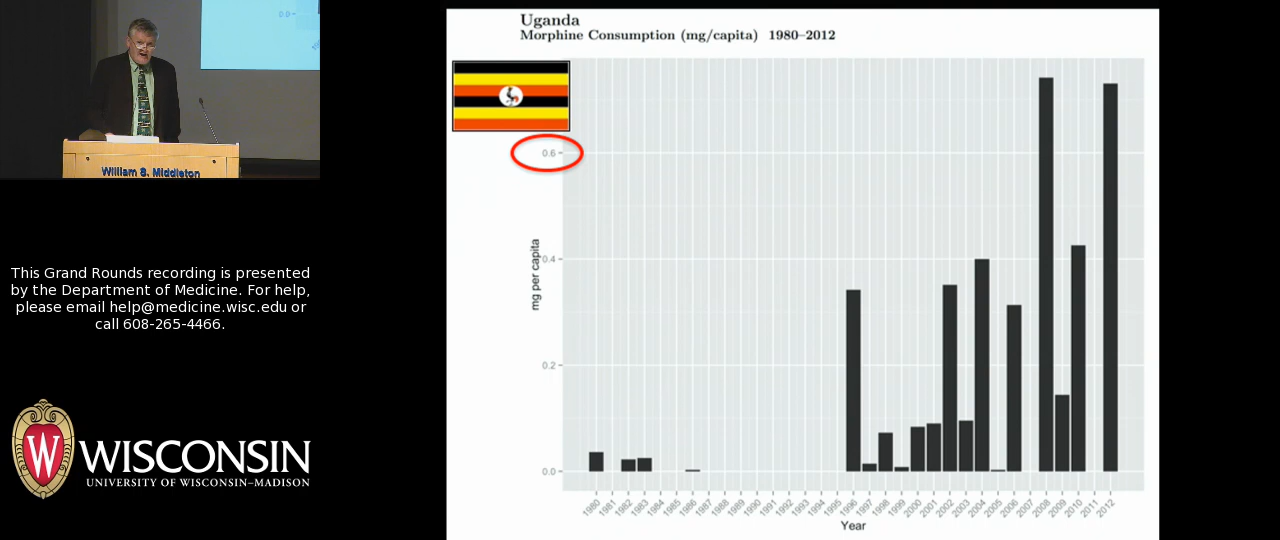 0.0
William S. Middleton
This Grand Rounds recording is presented
by the Department of Medicine. For help,
please email help@medicine.wisc.edu or
call 608-265-4466.
W
WISCONSIN
UNIVERSITY OF WISCONSIN–MADISON
Uganda
Morphine Consumption (mg/capita) 1980–2012
0.6
0.4
0.2
0.0
mg per capita
1980 1981 1982 1983 1984 1985 1986 1987 1988 1989 1990 1991 1992 1993 1994 1995 1996 1997 1998 1999 2000 2001 2002 2003 2004 2005 2006 2007 2008 2009 2010 2011 2012
Year